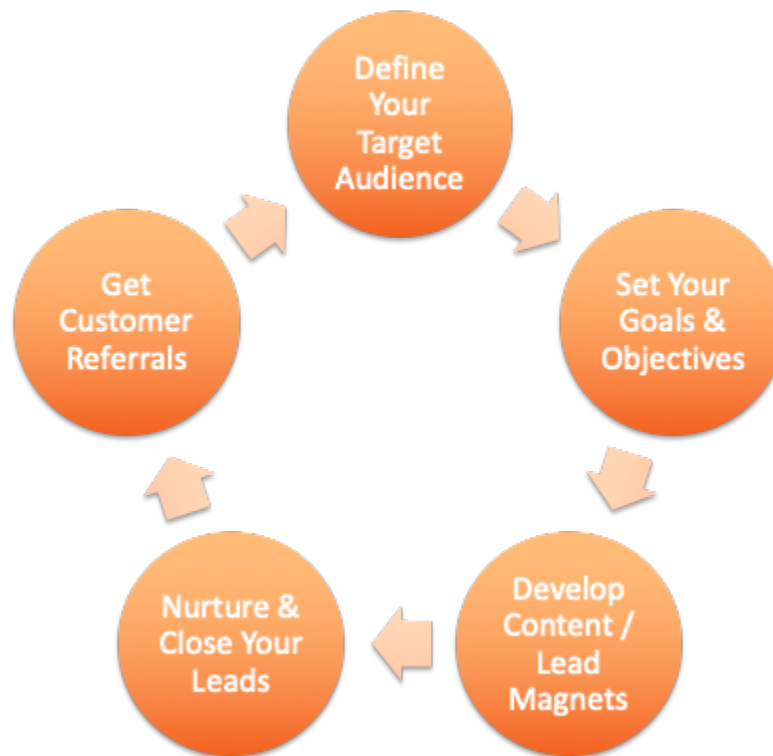 Define
Your
Target
Audience
Set Your
Goals &
Objectives
Develop
Content /
Lead
Magnets
Nurture &
Close Your
Leads
Get
Customer
Referrals